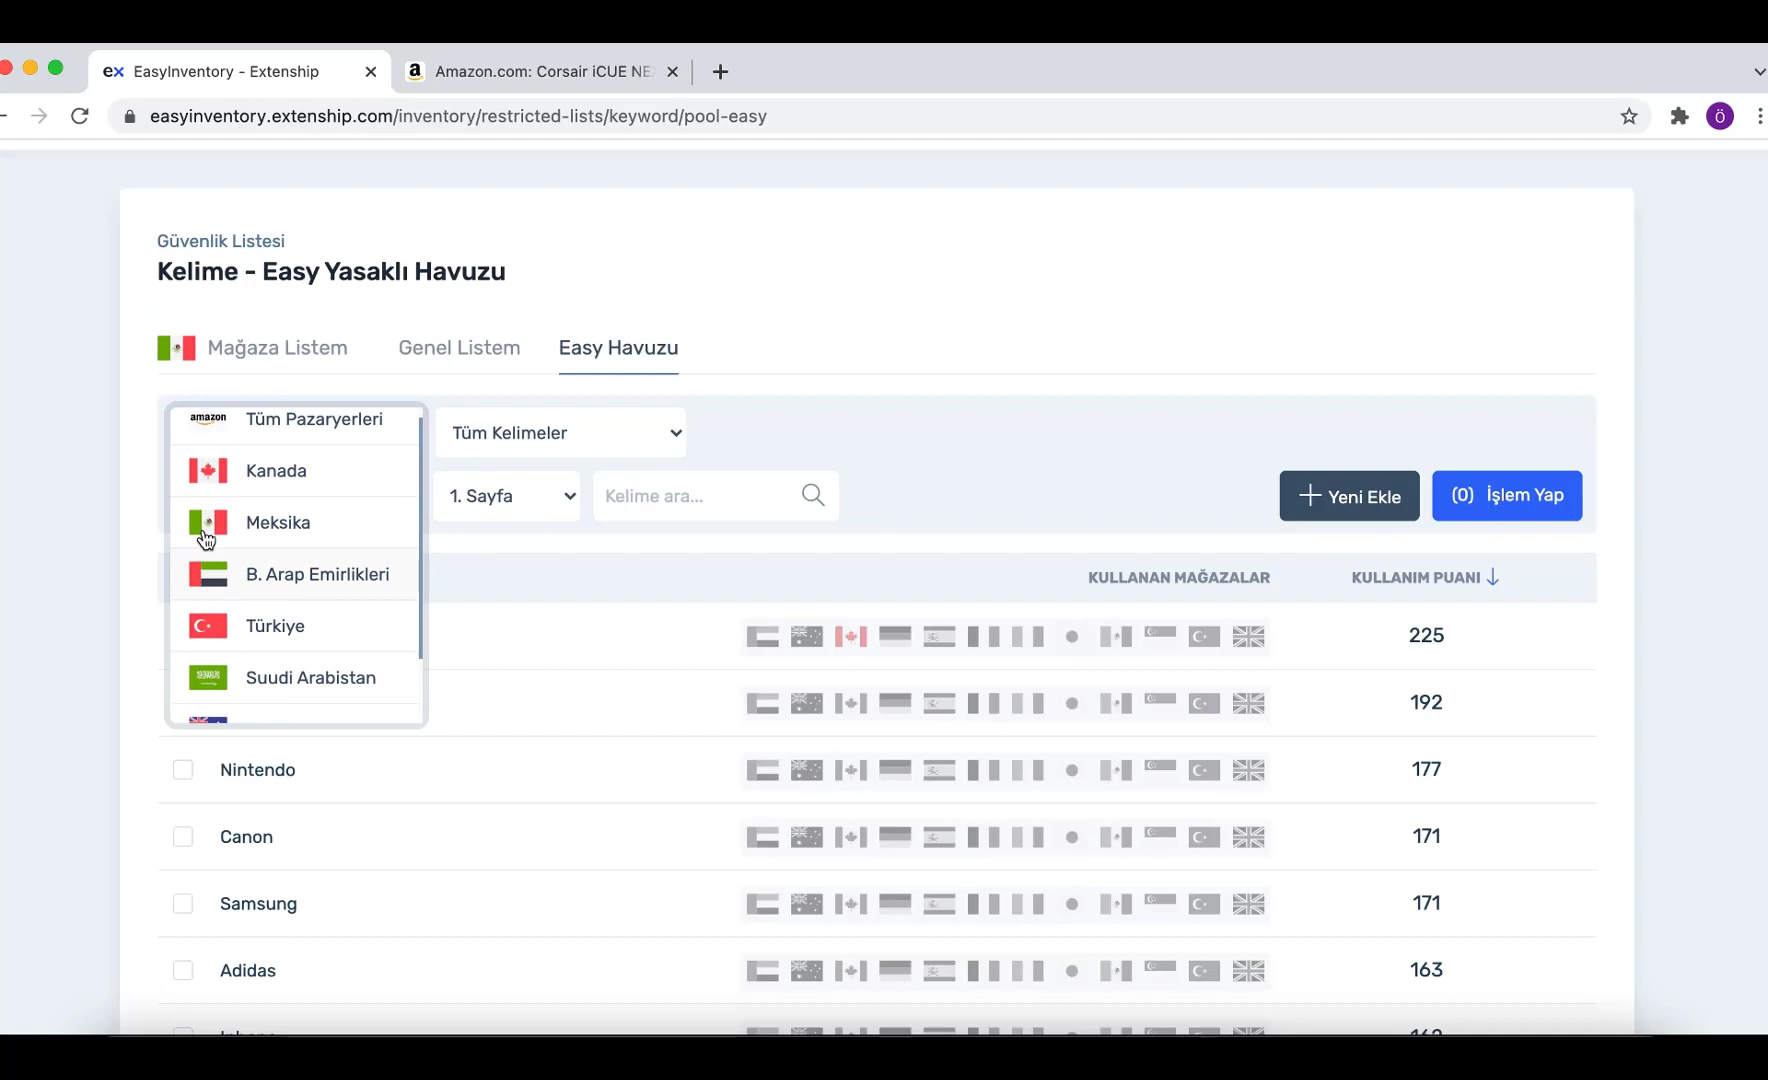 ex EasyInventory - Extenship
a Amazon.com: Corsair iCUE NE
easyinventory.extenship.com/inventory/restricted-lists/keyword/pool-easy
Ö
Güvenlik Listesi
Kelime - Easy Yasaklı Havuzu
Mağaza Listem
Genel Listem
Easy Havuzu
amazon Tüm Pazaryerleri
Kanada
Meksika
B. Arap Emirlikleri
Türkiye
Suudi Arabistan
Tüm Kelimeler
1. Sayfa
Kelime ara...
Yeni Ekle
(0) İşlem Yap
KULLANAN MAĞAZALAR
KULLANIM PUANI
225
192
Nintendo 177
Canon 171
Samsung 171
Adidas 163